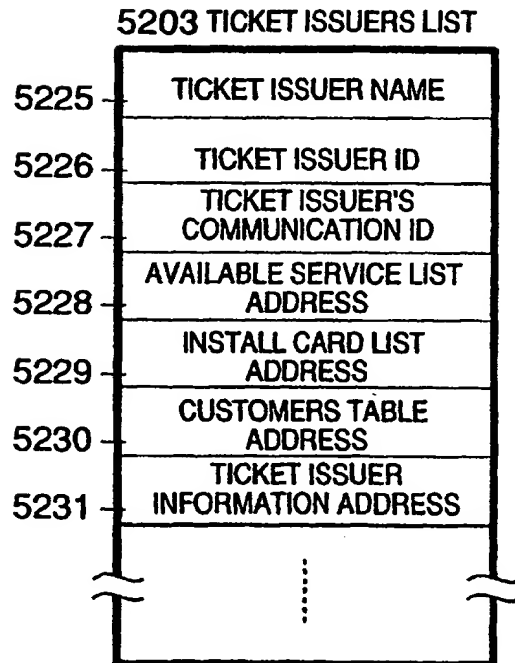 5203 TICKET ISSUERS LIST
5225 TICKET ISSUER NAME
5226 TICKET ISSUER ID
TICKET ISSUER'S
5227 COMMUNICATION ID
AVAILABLE SERVICE LIST
5228 ADDRESS
INSTALL CARD LIST
5229 ADDRESS
CUSTOMERS TABLE
5230 ADDRESS
TICKET ISSUER
5231 INFORMATION ADDRESS